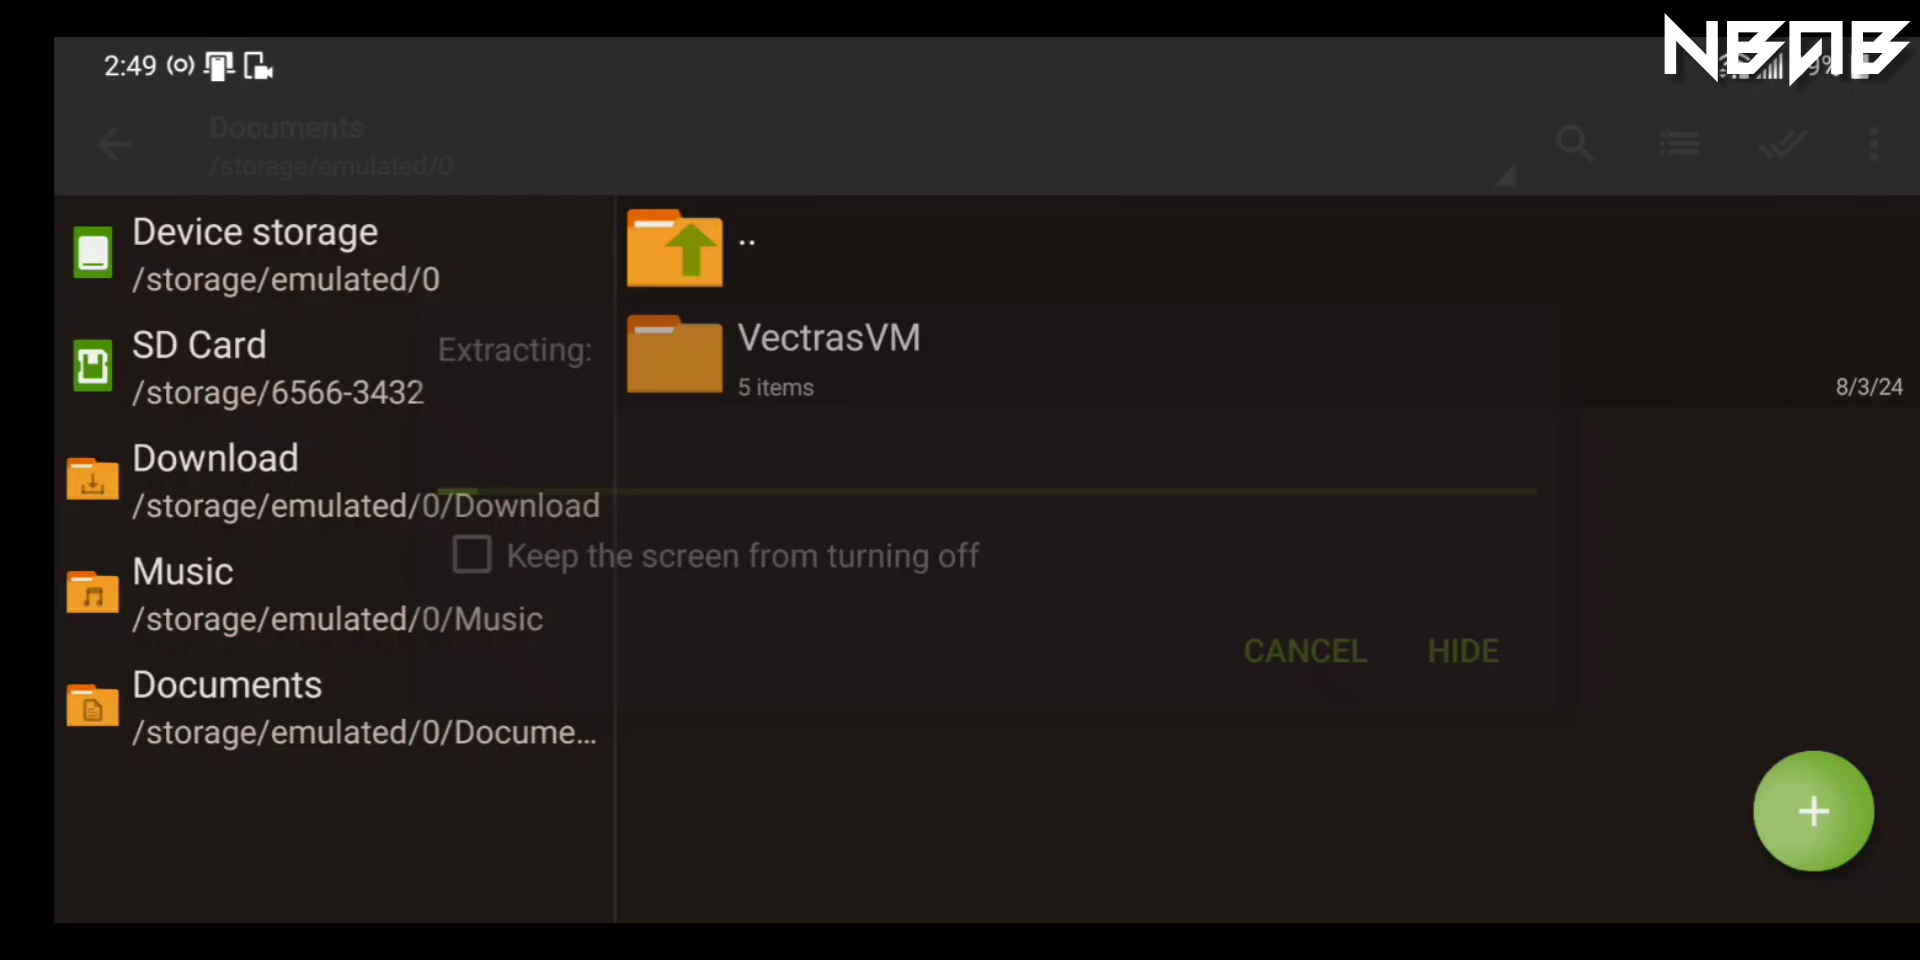 NBAB
2:49
9%
Documents
/storage/emulated/0
Device storage
/storage/emulated/0
SD Card
/storage/6566-3432
Download
/storage/emulated/0/Download
Music
/storage/emulated/0/Music
Documents
/storage/emulated/0/Docume...
..
VectrasVM
5 items
8/3/24
Extracting:
Keep the screen from turning off
CANCEL
HIDE